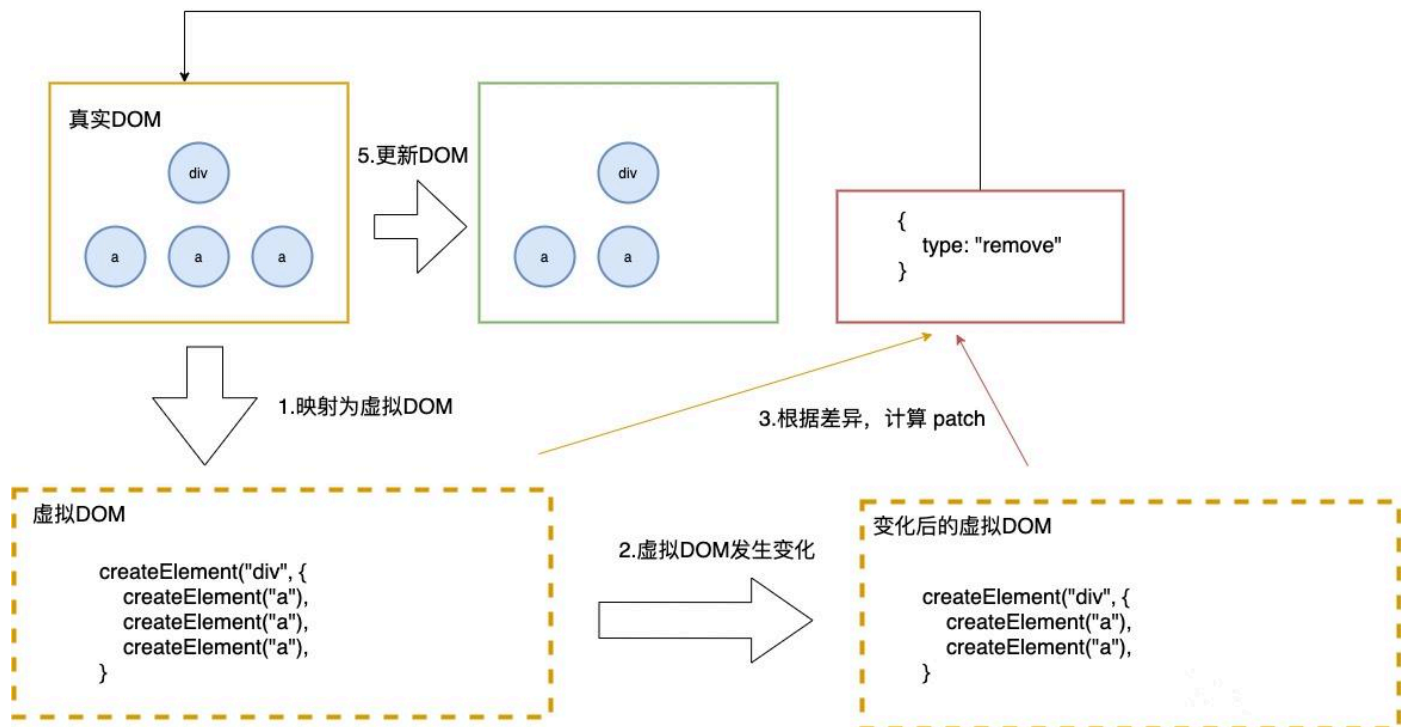 真实DOM
div
a
a
a
5.更新DOM
div
a
a
{
type: "remove"
}
1.映射为虚拟DOM
3.根据差异，计算 patch
虚拟DOM
createElement("div", {
createElement("a"),
createElement("a"),
createElement("a"),
}
2.虚拟DOM发生变化
变化后的虚拟DOM
createElement("div", {
createElement("a"),
createElement("a"),
}